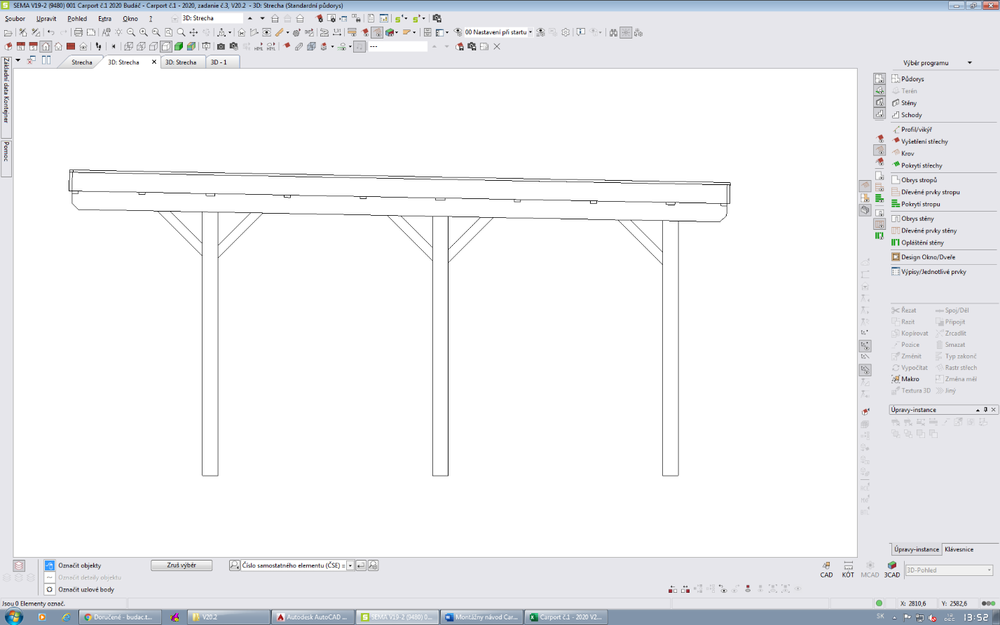 SEMA V19-2 (9480) 001 Carport č.1 2020 Budáč - Carport č.1 - 2020, zadanie č.3, V20.2 - 3D: Strecha (Standardní půdorys)
Soubor Upravit Pohled Extra Okno ? 3D: Strecha
00 Nastavení při startu
HTML HTML ---
Strecha 3D: Strecha 3D: Strecha 3D - 1
Základní data Kontejner
Pomoc
Výběr programu
Půdorys
Terén
Stěny
Schody
Profil/vikýř
Vyšetření střechy
Krov
Pokrytí střechy
Obrys stropů
Dřevěné prvky stropu
Pokrytí stropu
Obrys stěny
Dřevěné prvky stěny
Opláštění stěny
Design Okno/Dveře
Výpisy/Jednotlivé prvky
Řezat Spoj/Děl
Razit Připojit
Kopírovat Zrcadlit
Pozice Smazat
Změnit Typ zakonč
Vypočítat Rastr střech
Makro Změna měř
Textura 3D Jiný
Úpravy-instance
Úpravy-instance Klávesnice
Označit objekty Zruš výběr Číslo samostatného elementu (ČSE) =
Označit detaily objektu
Označit uzlové body
CAD KÓT MCAD 3CAD 3D-Pohled
Jsou 0 Elementy označ. X: 2810,6 Y: 2582,6
Doručené - budac.t... V20.2 Autodesk AutoCAD ... SEMA V19-2 (9480) 0... Montážny návod Car... Carport č.1 - 2020 V2... SK 12 DEC 13:52